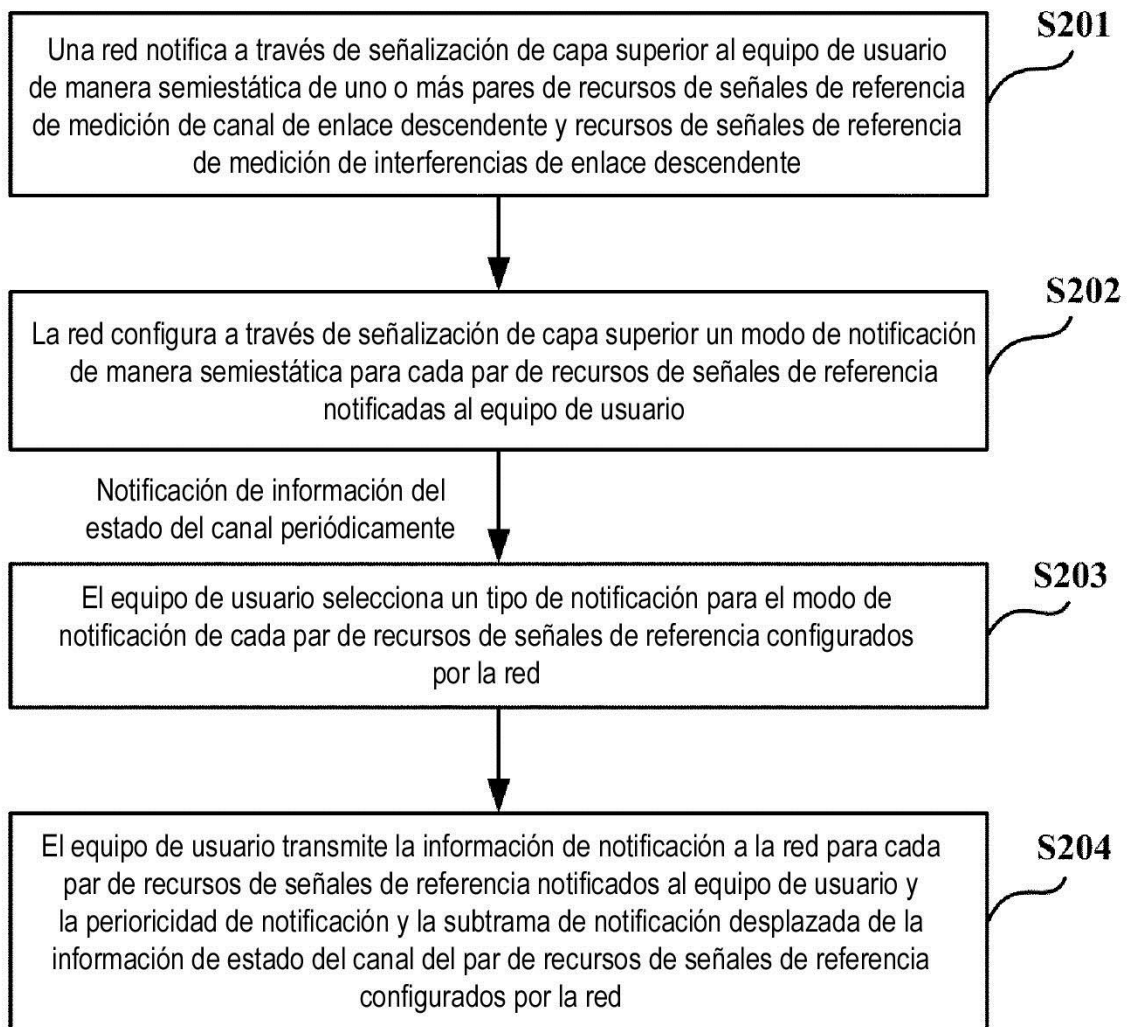 S201
Una red notifica a través de señalización de capa superior al equipo de usuario
de manera semiestática de uno o más pares de recursos de señales de referencia
de medición de canal de enlace descendente y recursos de señales de referencia
de medición de interferencias de enlace descendente
S202
La red configura a través de señalización de capa superior un modo de notificación
de manera semiestática para cada par de recursos de señales de referencia
notificadas al equipo de usuario
Notificación de información del
estado del canal periódicamente
S203
El equipo de usuario selecciona un tipo de notificación para el modo de
notificación de cada par de recursos de señales de referencia configurados
por la red
S204
El equipo de usuario transmite la información de notificación a la red para cada
par de recursos de señales de referencia notificados al equipo de usuario y
la perioricidad de notificación y la subtrama de notificación desplazada de la
información de estado del canal del par de recursos de señales de referencia
configurados por la red